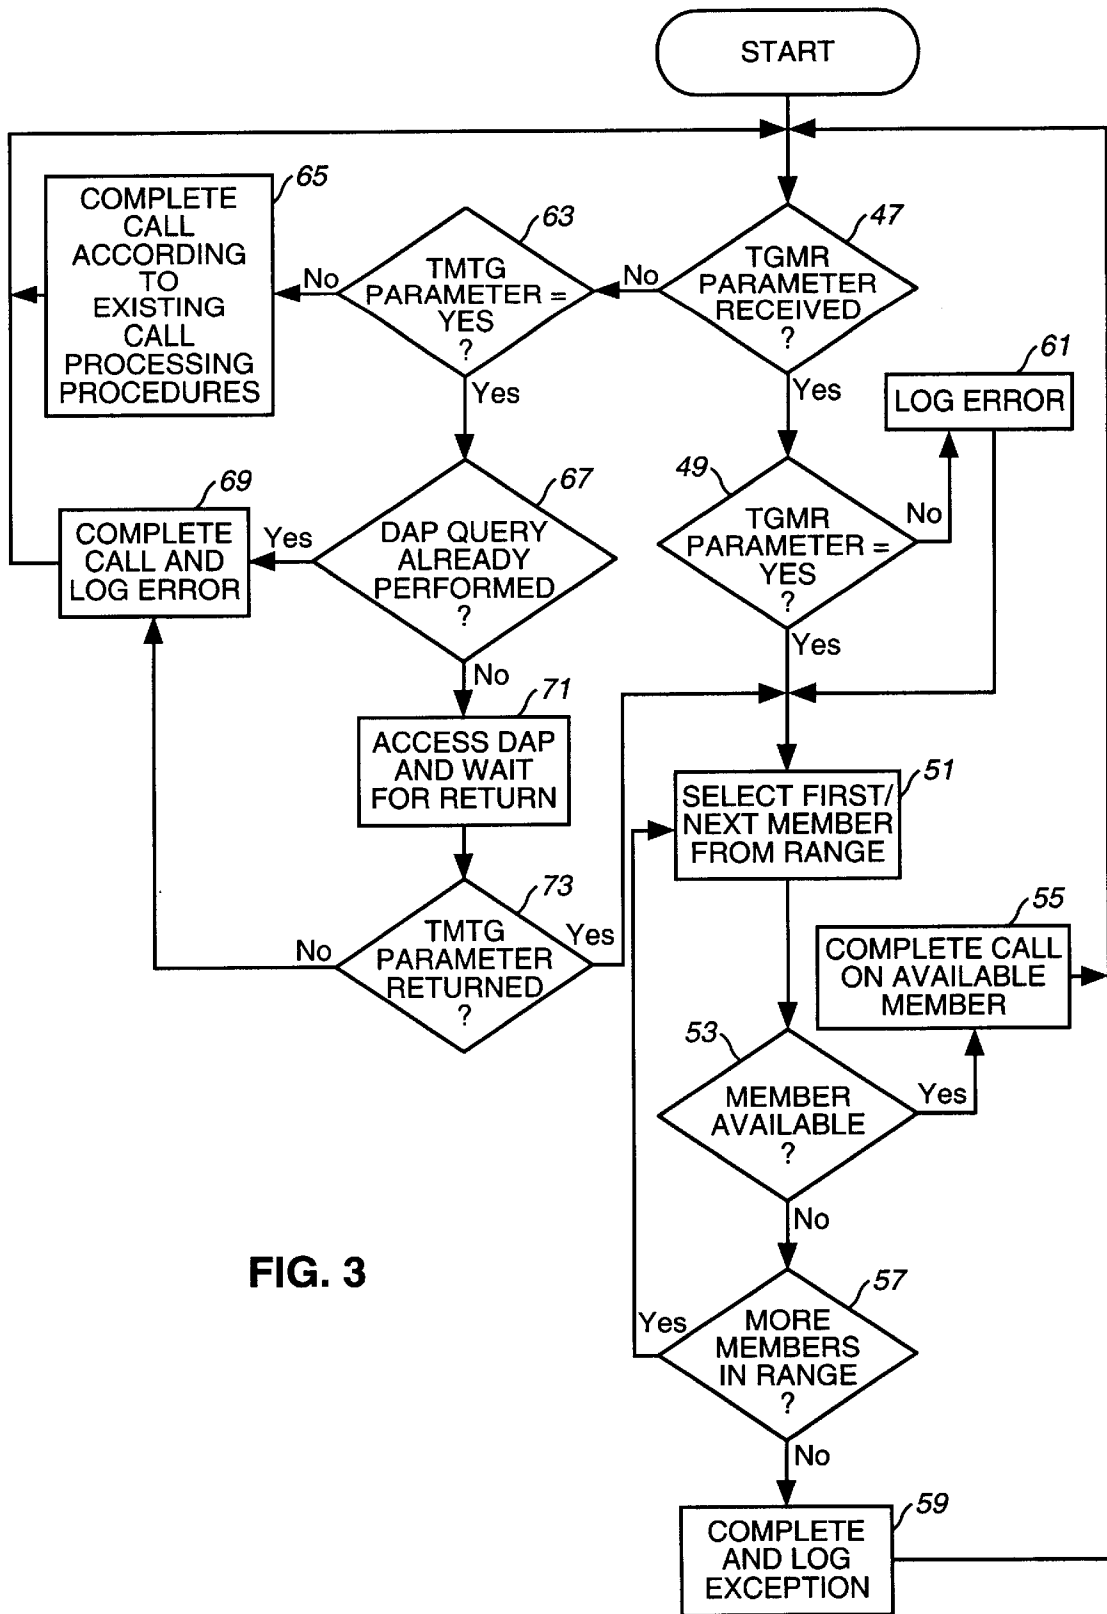 START
65
COMPLETE
CALL
ACCORDING
TO
EXISTING
CALL
PROCESSING
PROCEDURES
No
63
TMTG
PARAMETER =
YES
?
No
47
TGMR
PARAMETER
RECEIVED
?
Yes
Yes
61
LOG ERROR
69
COMPLETE
CALL AND
LOG ERROR
Yes
67
DAP QUERY
ALREADY
PERFORMED
?
No
49
TGMR
PARAMETER =
YES
?
No
Yes
71
ACCESS DAP
AND WAIT
FOR RETURN
51
SELECT FIRST/
NEXT MEMBER
FROM RANGE
73
TMTG
PARAMETER
RETURNED
?
No
Yes
55
COMPLETE CALL
ON AVAILABLE
MEMBER
53
MEMBER
AVAILABLE
?
Yes
No
FIG. 3
57
MORE
MEMBERS
IN RANGE
?
Yes
No
59
COMPLETE
AND LOG
EXCEPTION